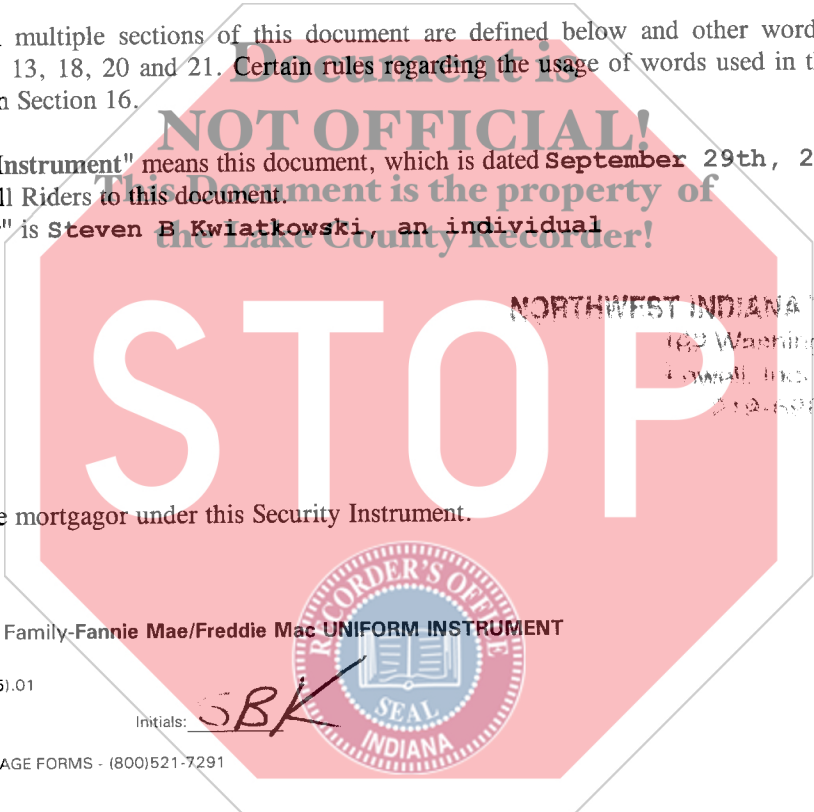 multiple sections of this document are defined below and other word
13, 18, 20 and 21. Certain rules regarding the usage of words used in t
n Section 16.
Document is
NOT OFFICIAL!
This Document is the property of
the Lake County Recorder!
Instrument" means this document, which is dated September 29th, 2
ll Riders to this document.
" is Steven B Kwiatkowski, an individual
NORTHWEST INDIANA
STOP
e mortgagor under this Security Instrument.
RECORDER'S OFFICE
SEAL
INDIANA
Family-Fannie Mae/Freddie Mac UNIFORM INSTRUMENT
).01
Initials: SBK
AGE FORMS - (800)521-7291